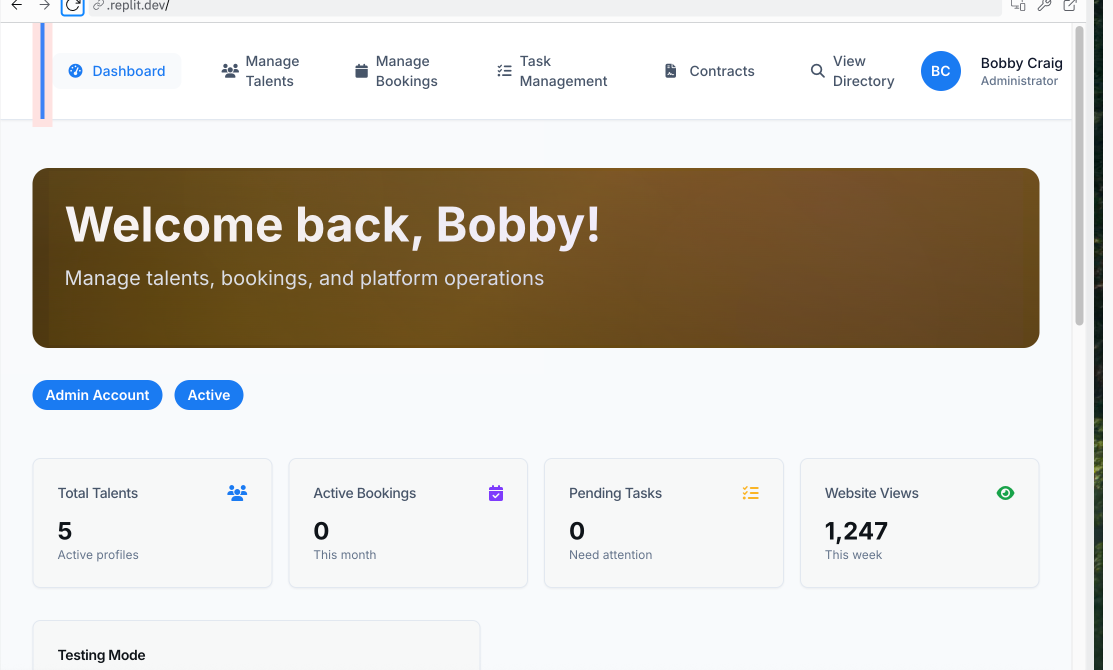 .replit.dev/
Dashboard
Manage
Talents
Manage
Bookings
Task
Management
Contracts
View
Directory
BC
Bobby Craig
Administrator
Welcome back, Bobby!
Manage talents, bookings, and platform operations
Admin Account
Active
Total Talents
5
Active profiles
Active Bookings
0
This month
Pending Tasks
0
Need attention
Website Views
1,247
This week
Testing Mode